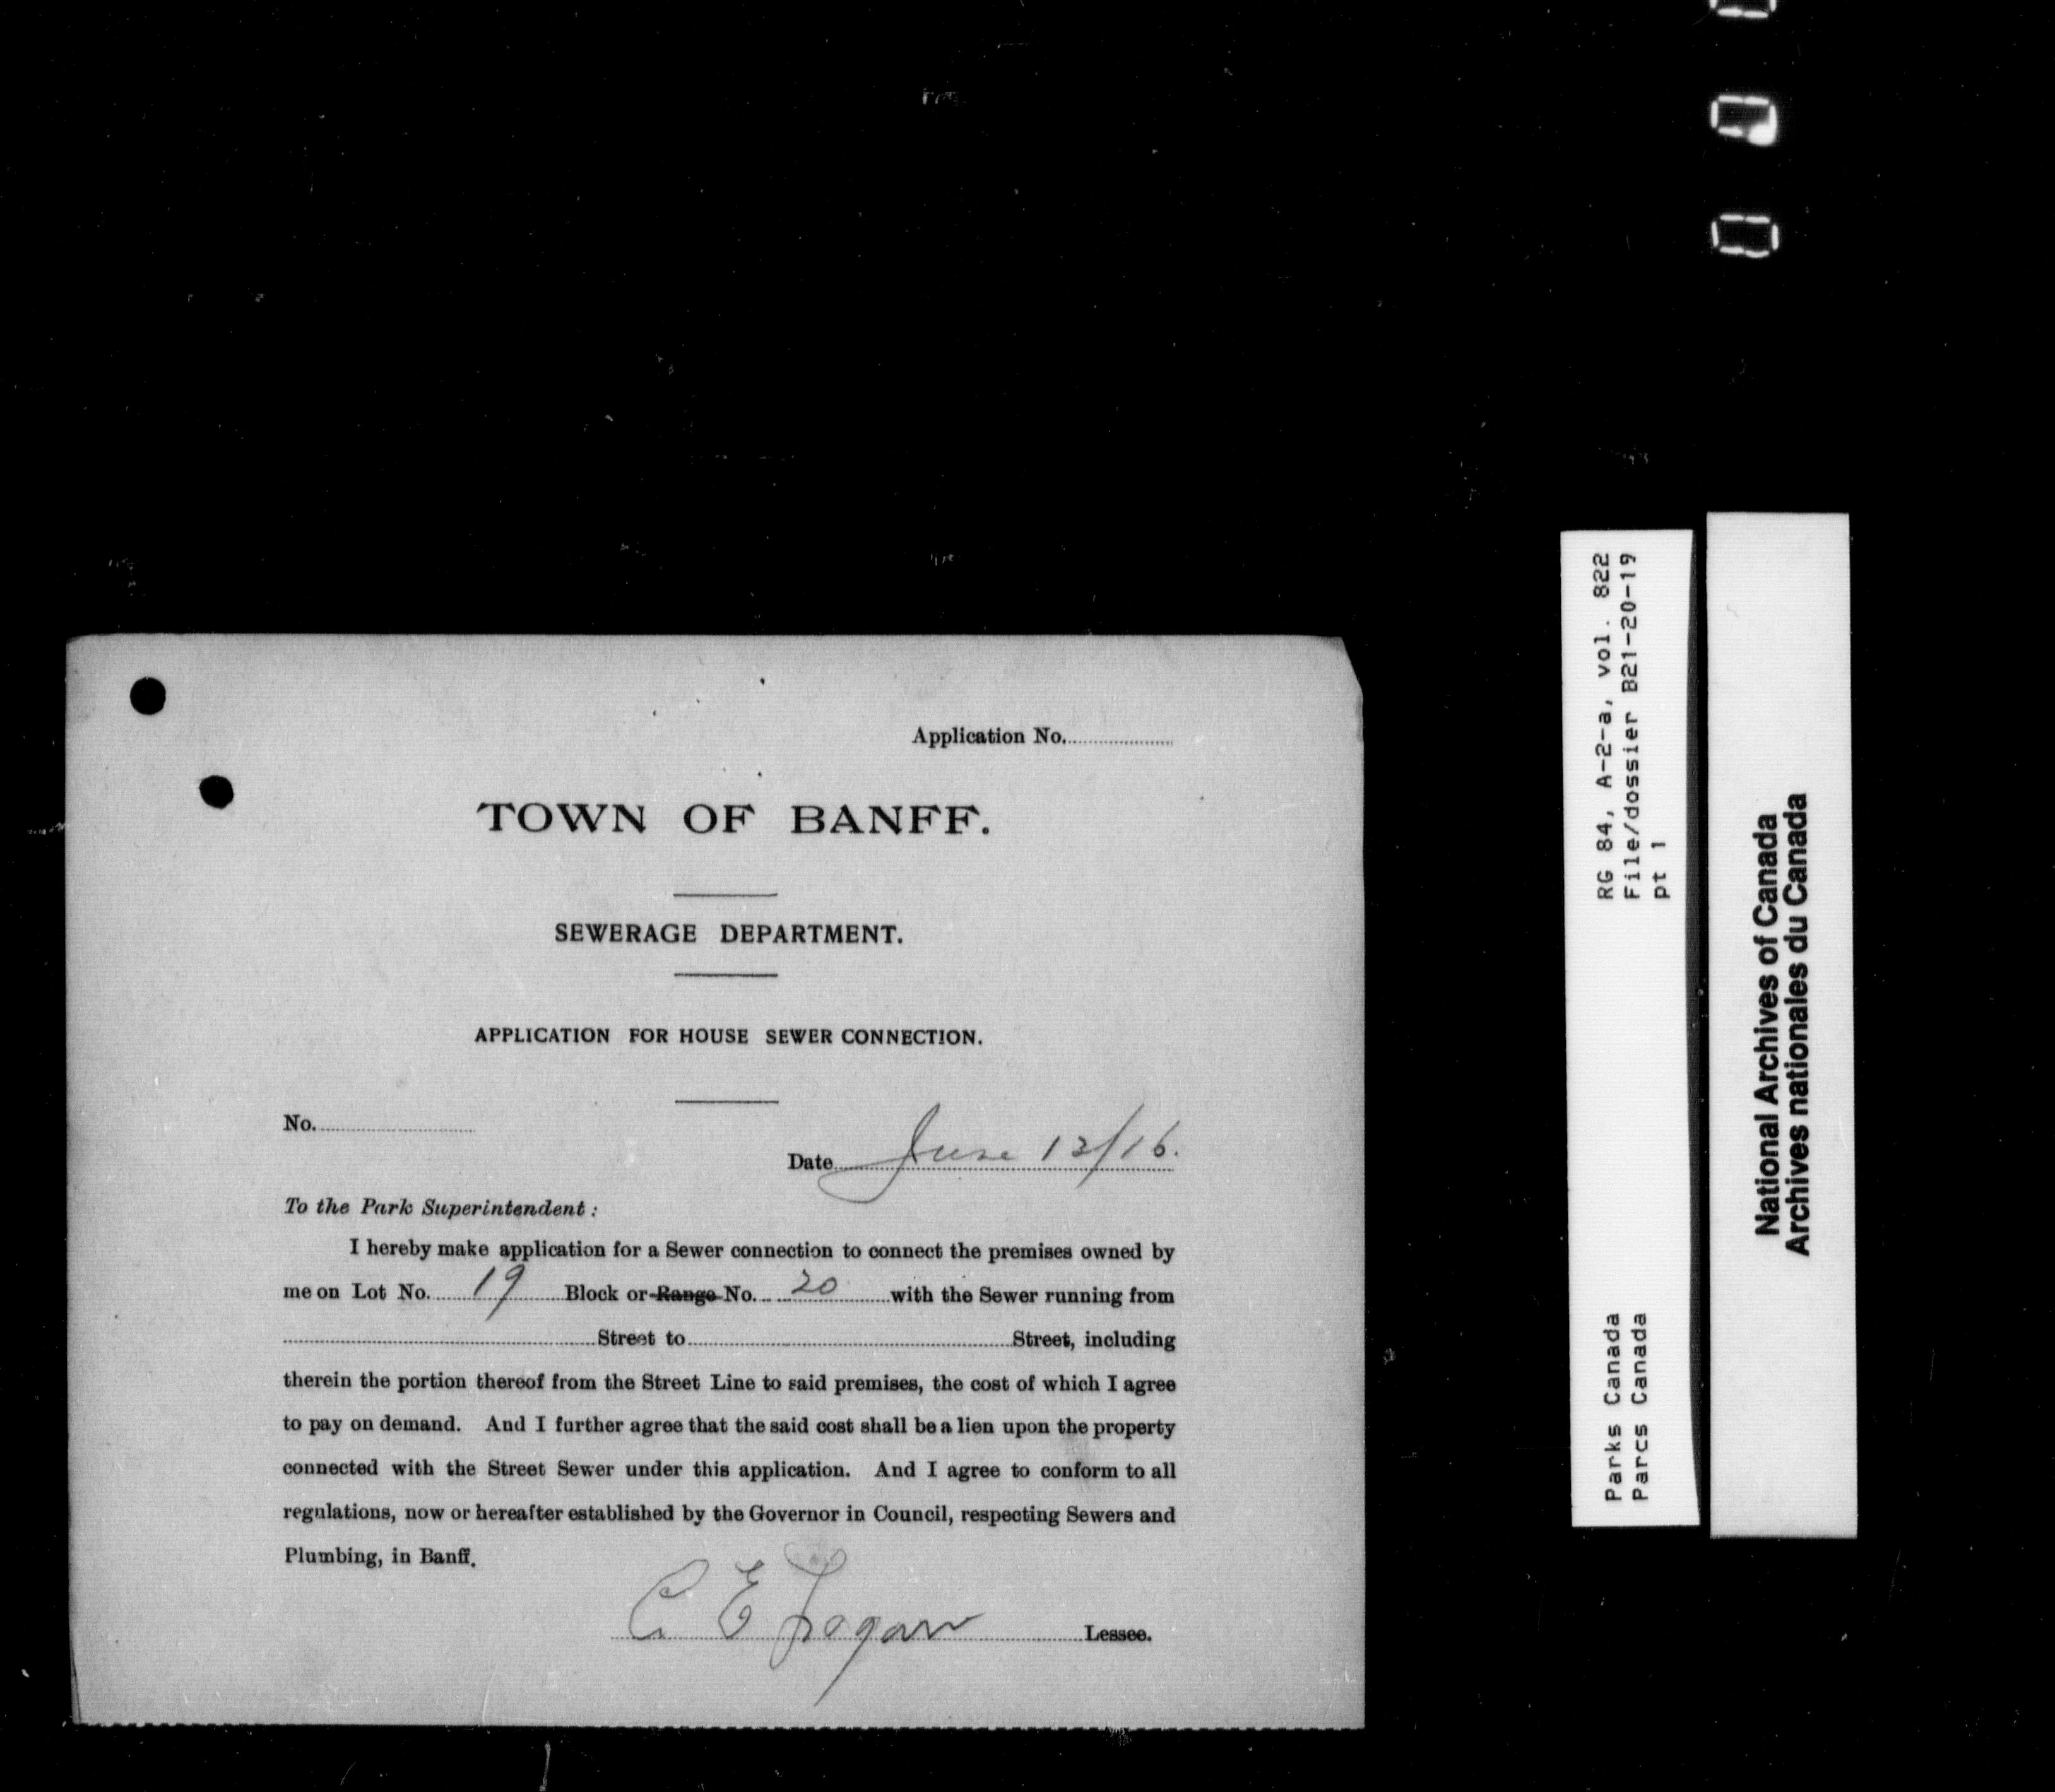 Application No.
TOWN OF BANFF.
SEWERAGE DEPARTMENT.
APPLICATION FOR HOUSE SEWER CONNECTION.
No.
Date June 13/16.
To the Park Superintendent:
I hereby make application for a Sewer connection to connect the premises owned by
me on Lot No. 19 Block or Range No. 20 with the Sewer running from
Street to Street, including
therein the portion thereof from the Street Line to said premises, the cost of which I agree
to pay on demand. And I further agree that the said cost shall be a lien upon the property
connected with the Street Sewer under this application. And I agree to conform to all
regulations, now or hereafter established by the Governor in Council, respecting Sewers and
Plumbing, in Banff.
C. E. Logan Lessee.
RG 84, A-2-a, vol. 822
File/dossier B21-20-19
pt 1
Parks Canada
Parcs Canada
National Archives of Canada
Archives nationales du Canada